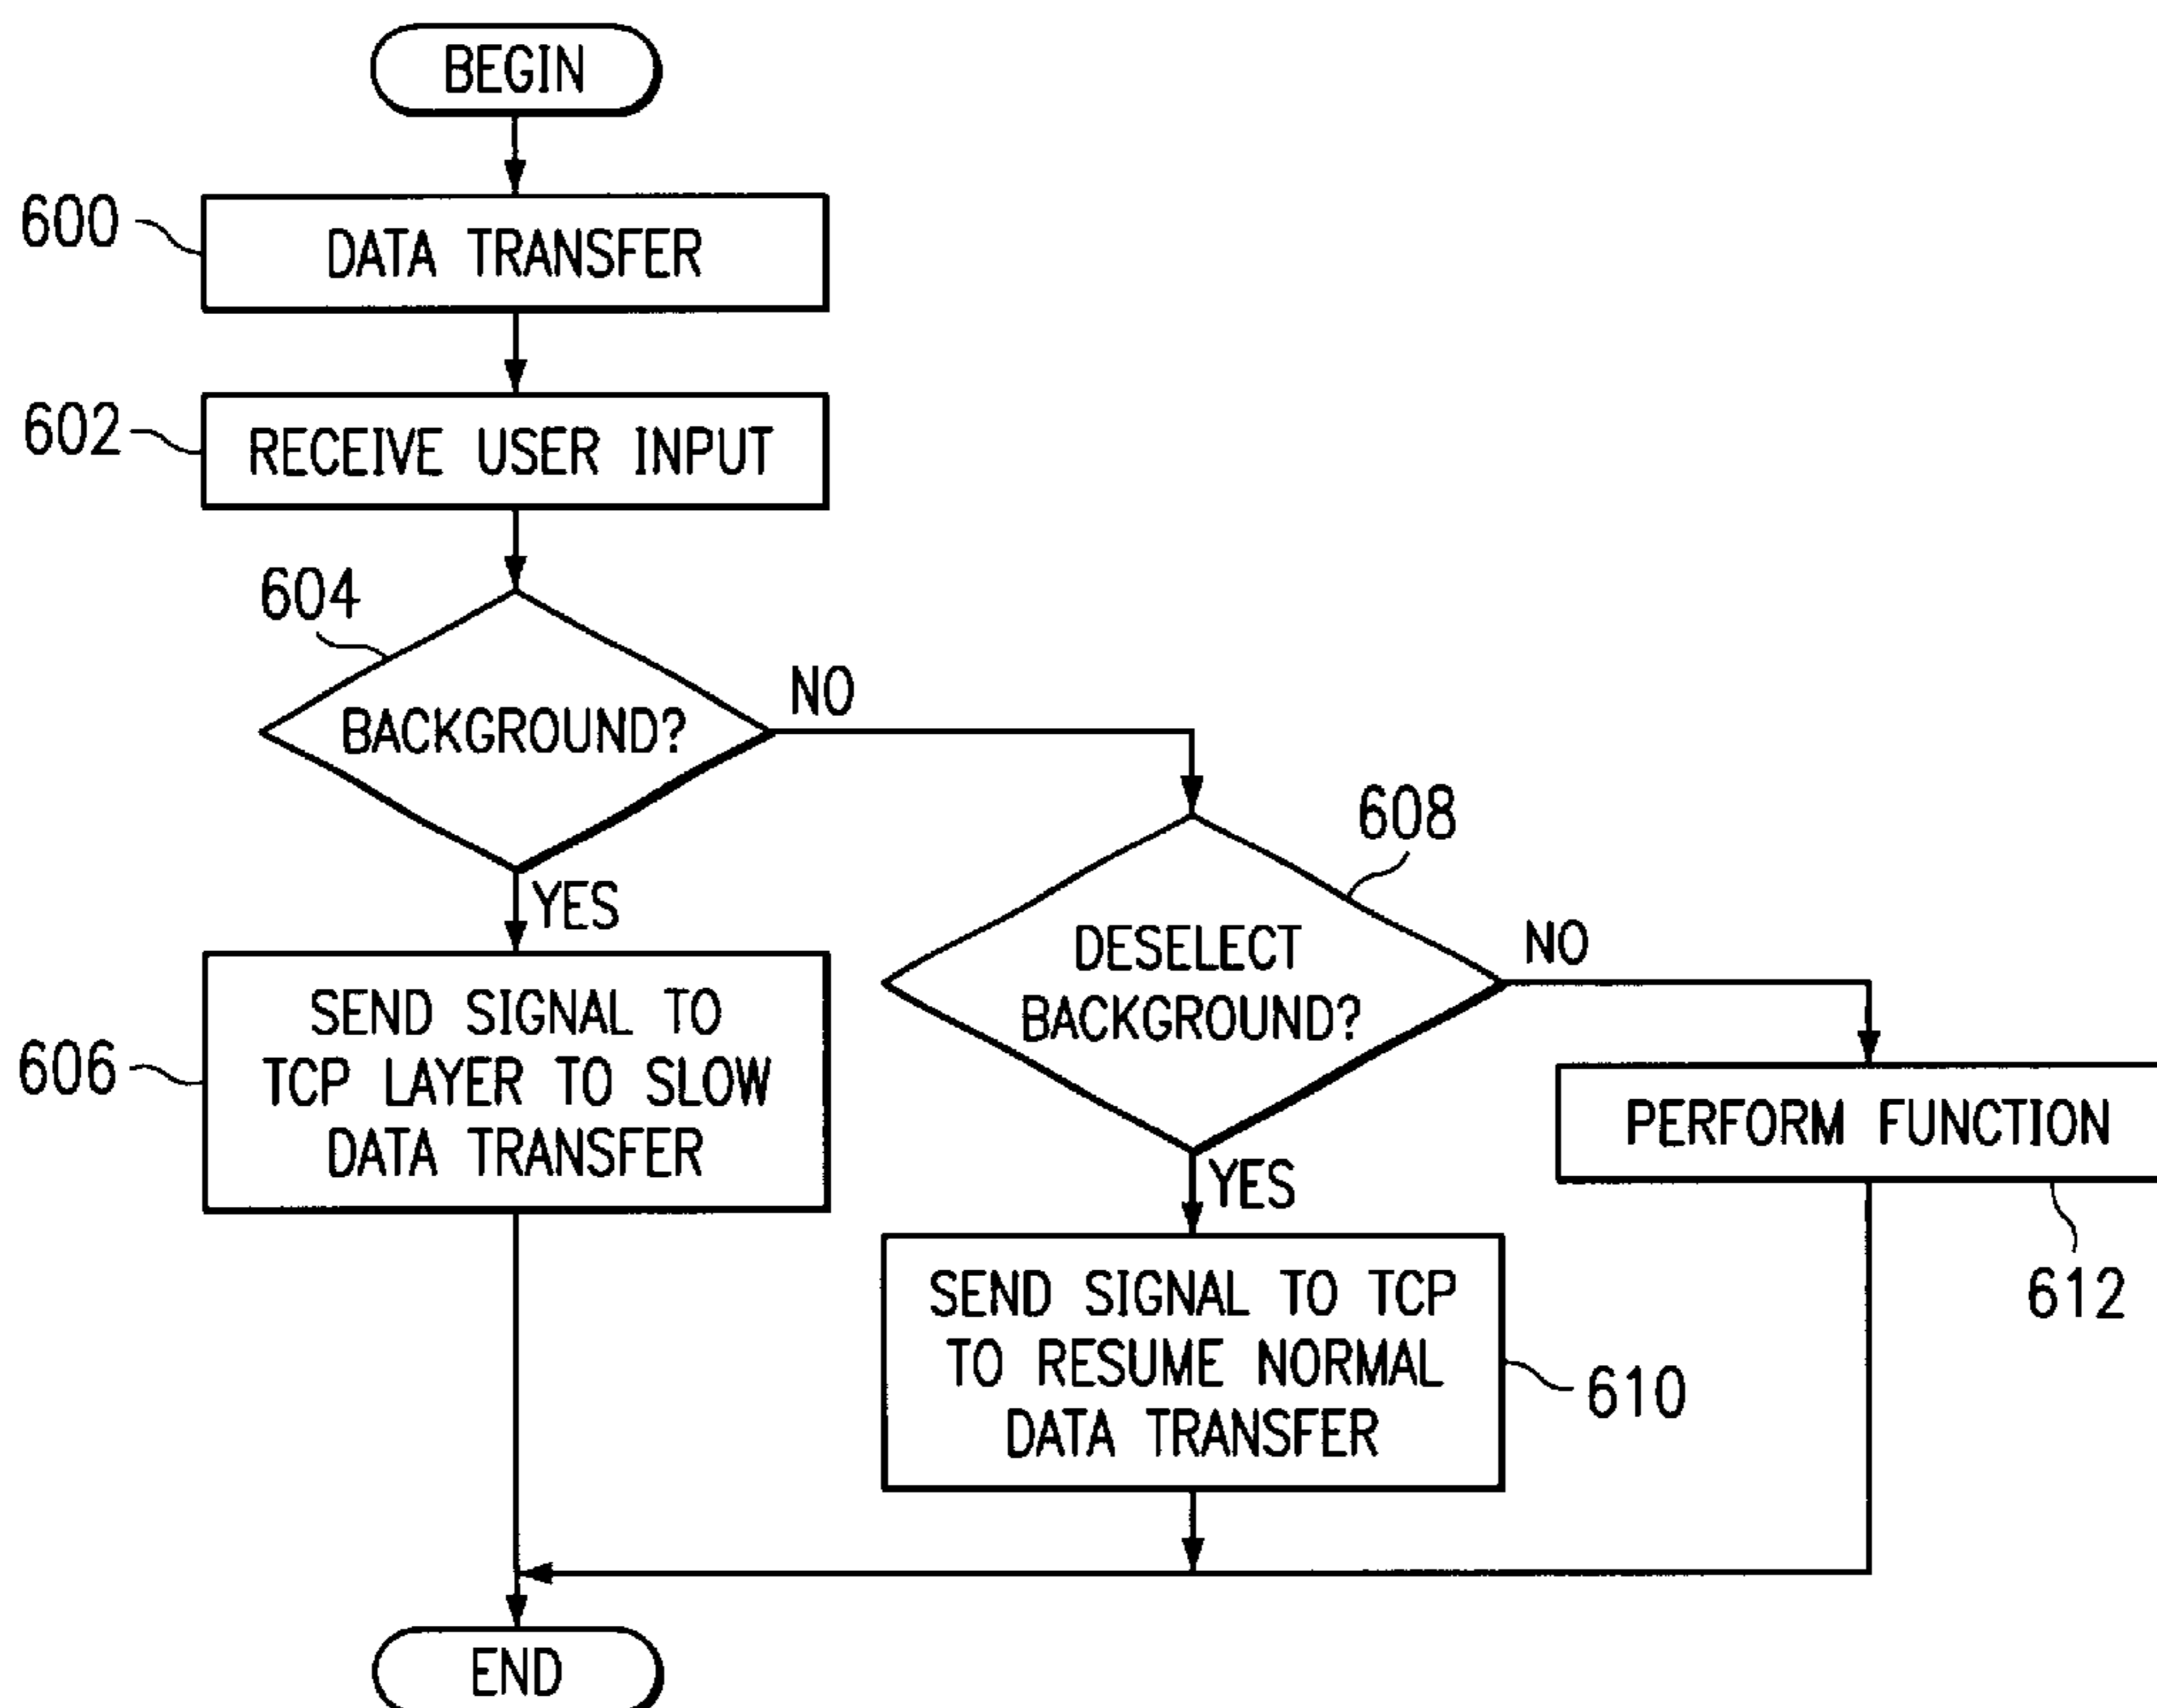 BEGIN
600
DATA TRANSFER
602
RECEIVE USER INPUT
604
BACKGROUND?
NO
YES
606
SEND SIGNAL TO
TCP LAYER TO SLOW
DATA TRANSFER
608
DESELECT
BACKGROUND?
NO
YES
PERFORM FUNCTION
612
SEND SIGNAL TO TCP
TO RESUME NORMAL
DATA TRANSFER
610
END